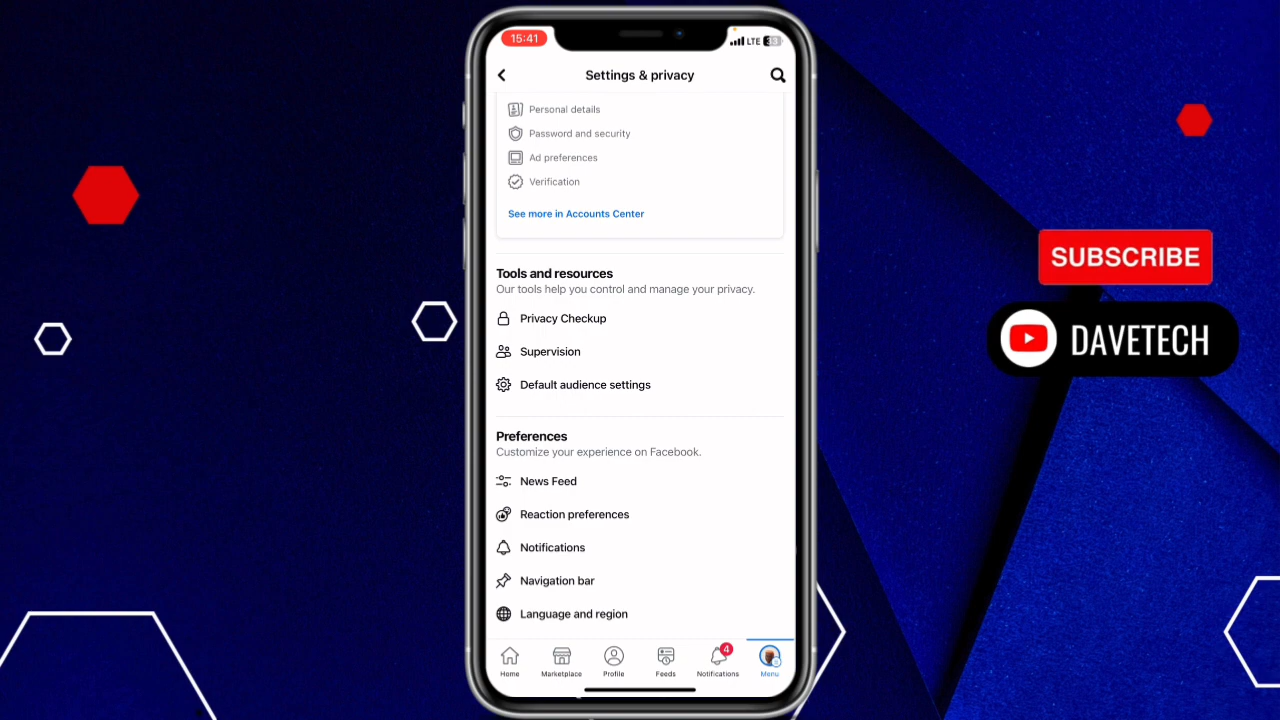 15:41
LTE 33
Settings & privacy
Personal details
Password and security
Ad preferences
Verification
See more in Accounts Center
Tools and resources
Our tools help you control and manage your privacy.
Privacy Checkup
Supervision
Default audience settings
Preferences
Customize your experience on Facebook.
News Feed
Reaction preferences
Notifications
Navigation bar
Language and region
Home
Marketplace
Profile
Feeds
4
Notifications
Menu
SUBSCRIBE
DAVETECH